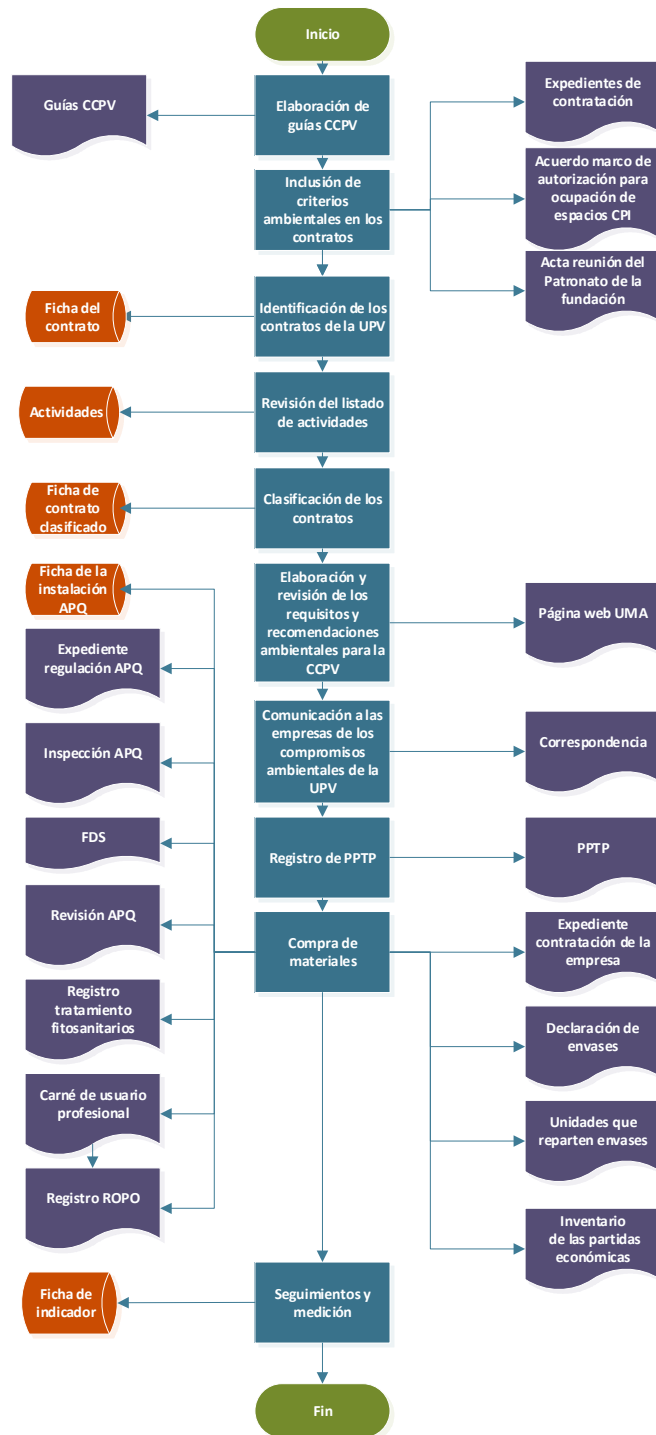 Inicio
Guías CCPV
Elaboración de
guías CCPV
Expedientes de
contratación
Inclusión de
criterios
ambientales en los
contratos
Acuerdo marco de
autorización para
ocupación de
espacios CPI
Acta reunión del
Patronato de la
fundación
Ficha del
contrato
Identificación de los
contratos de la UPV
Actividades
Revisión del listado
de actividades
Ficha de
contrato
clasificado
Clasificación de los
contratos
Ficha de la
instalación
APQ
Elaboración y
revisión de los
requisitos y
recomendaciones
ambientales para la
CCPV
Página web UMA
Expediente
regulación APQ
Comunicación a las
empresas de los
compromisos
ambientales de la
UPV
Correspondencia
Inspección APQ
FDS
Registro de PPTP
PPTP
Revisión APQ
Compra de
materiales
Expediente
contratación de la
empresa
Registro
tratamiento
fitosanitarios
Declaración de
envases
Carné de usuario
profesional
Unidades que
reparten envases
Registro ROPO
Inventario
de las partidas
económicas
Ficha de
indicador
Seguimientos y
medición
Fin